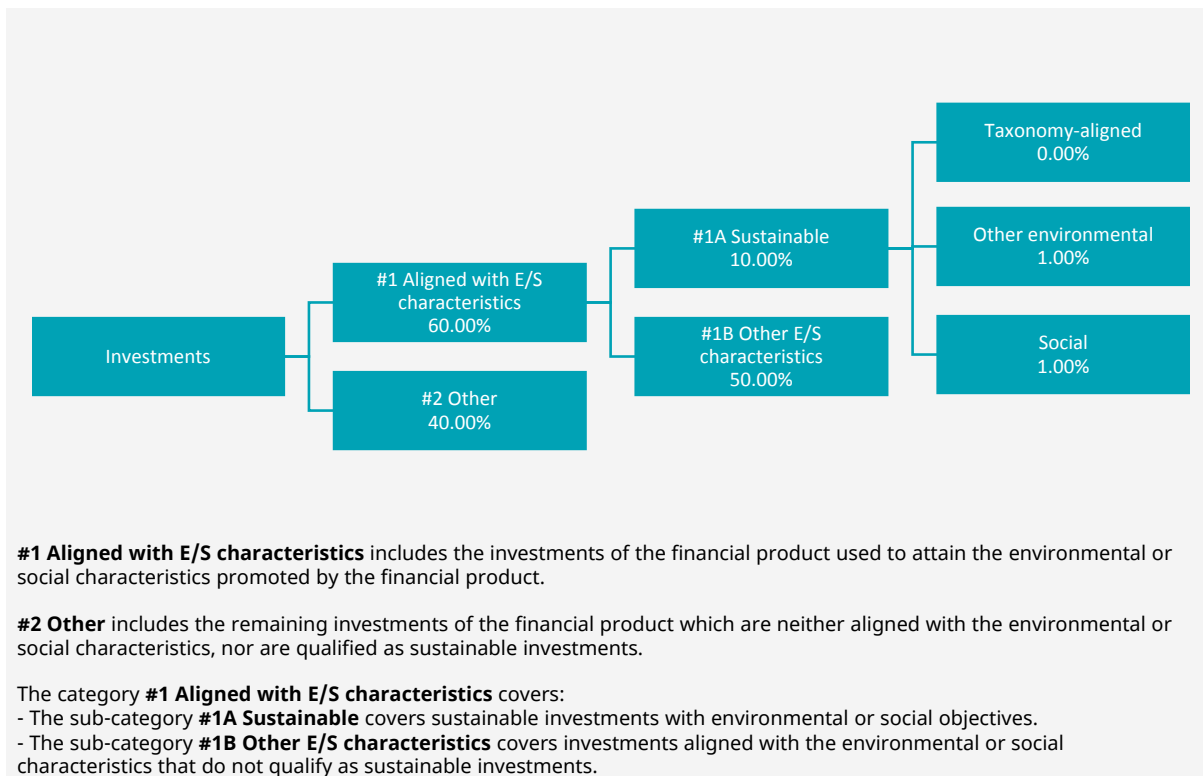 Taxonomy-aligned
0.00%
#1A Sustainable
10.00%
Other environmental
1.00%
#1 Aligned with E/S
characteristics
60.00%
Investments
#1B Other E/S
characteristics
50.00%
Social
1.00%
#2 Other
40.00%
#1 Aligned with E/S characteristics includes the investments of the financial product used to attain the environmental or
social characteristics promoted by the financial product.
#2 Other includes the remaining investments of the financial product which are neither aligned with the environmental or
social characteristics, nor are qualified as sustainable investments.
The category #1 Aligned with E/S characteristics covers:
- The sub-category #1A Sustainable covers sustainable investments with environmental or social objectives.
- The sub-category #1B Other E/S characteristics covers investments aligned with the environmental or social
characteristics that do not qualify as sustainable investments.